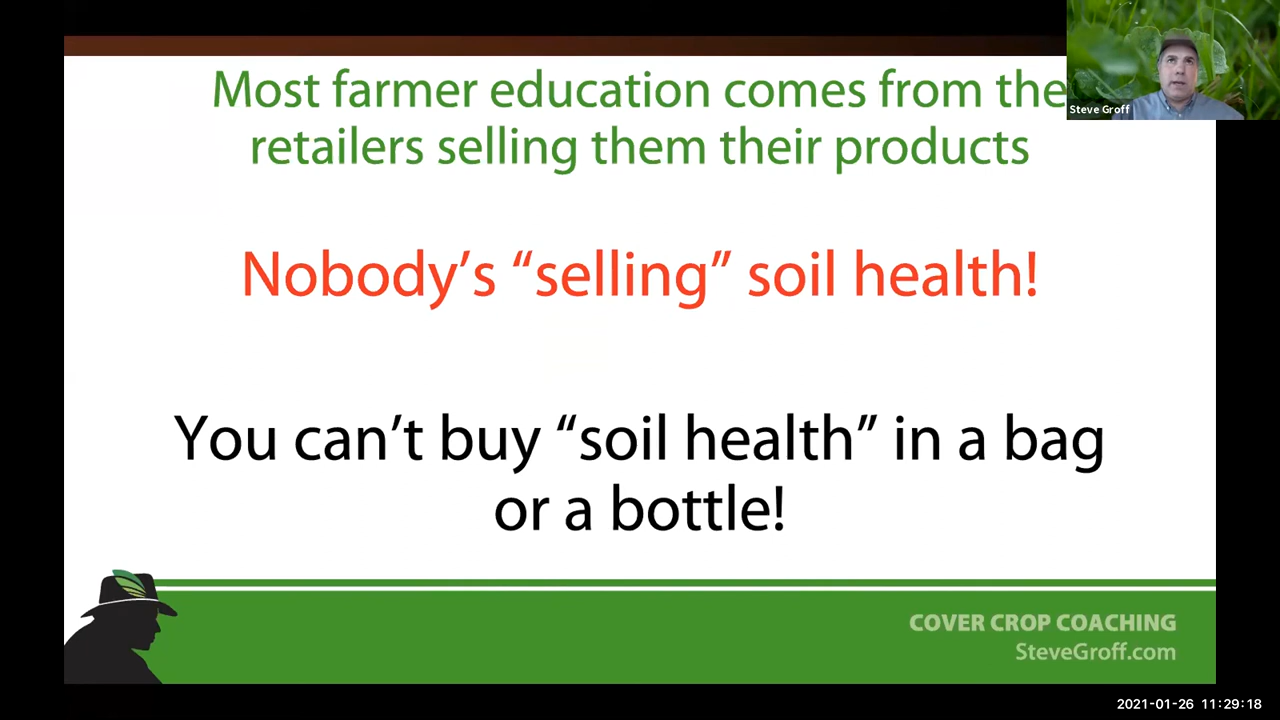 Most farmer education comes from the
retailers selling them their products
Steve Groff
Nobody’s “selling” soil health!
You can’t buy “soil health” in a bag
or a bottle!
COVER CROP COACHING
SteveGroff.com
2021-01-26 11:29:18